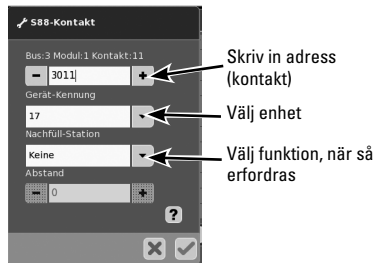 S88-Kontakt
Bus:3 Modul:1 Kontakt:11
3011
Gerät-Kennung
17
Nachfüll-Station
Keine
Abstand
0
?
Skriv in adress
(kontakt)
Välj enhet
Välj funktion, när så
erfordras